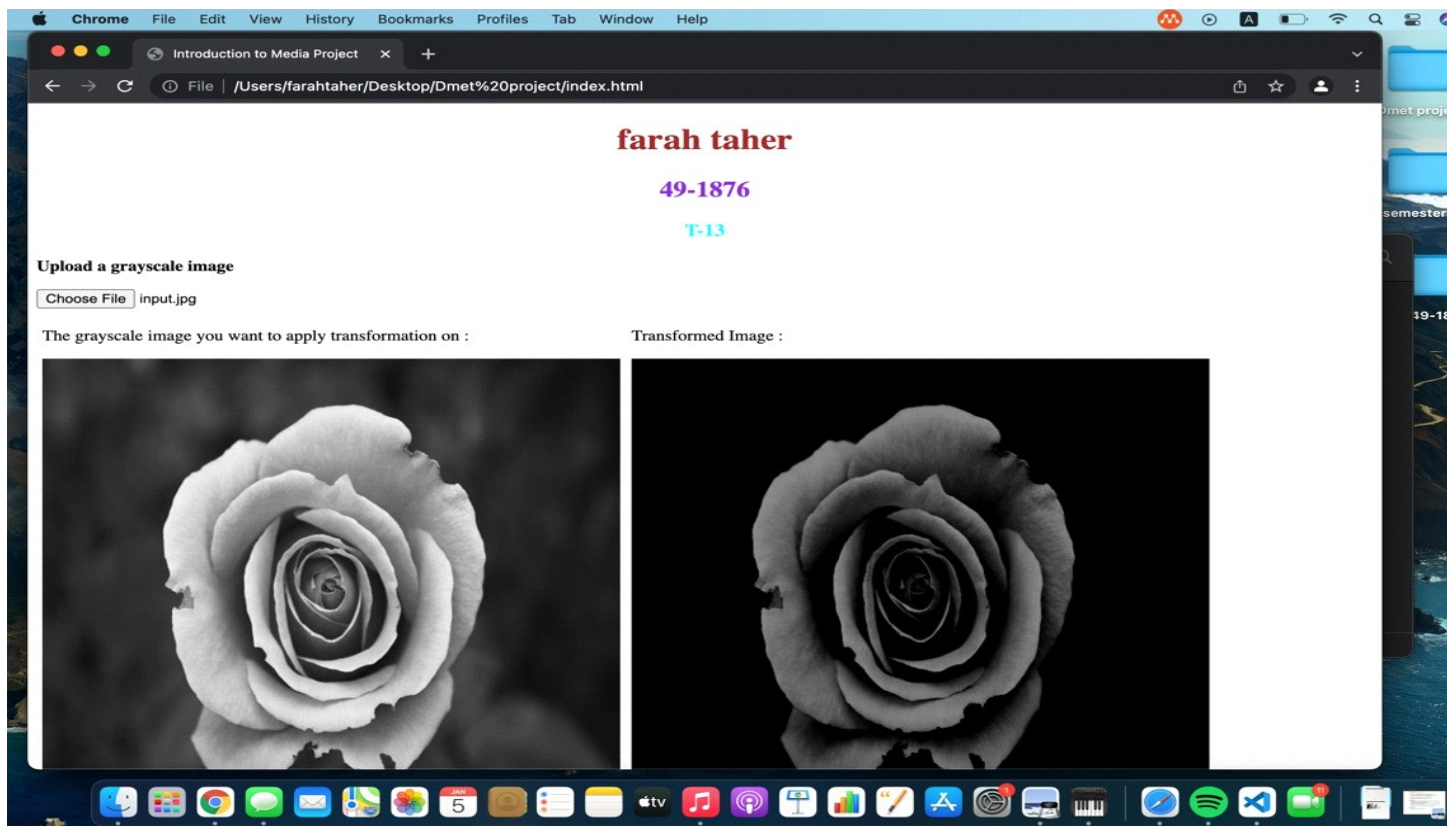 Chrome File Edit View History Bookmarks Profiles Tab Window Help
A
Introduction to Media Project
File | /Users/farahtaher/Desktop/Dmet%20project/index.html
farah taher
49-1876
T-13
Upload a grayscale image
Choose File input.jpg
The grayscale image you want to apply transformation on :
Transformed Image :
semester
JAN
5
tv
1
11